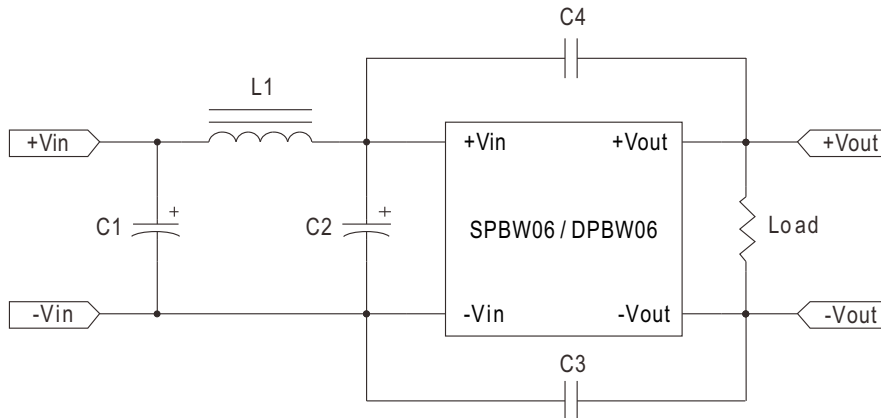 C4
L1
+Vin
+Vin
+Vout
+Vout
C1
+
C2
+
SPBW06 / DPBW06
Load
-Vin
-Vin
-Vout
-Vout
C3